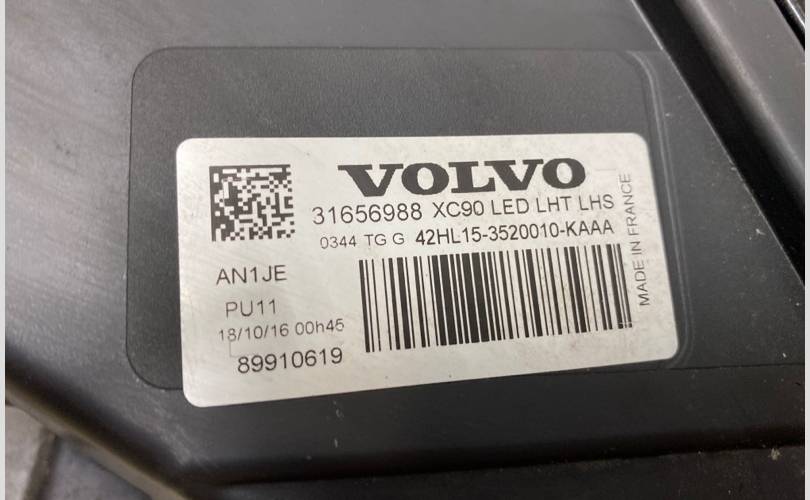 VOLVO
31656988 XC90 LED LHT LHS
0344 TG G 42HL15-3520010-KAAA
AN1JE
PU11
18/10/16 00h45
89910619
MADE IN FRANCE